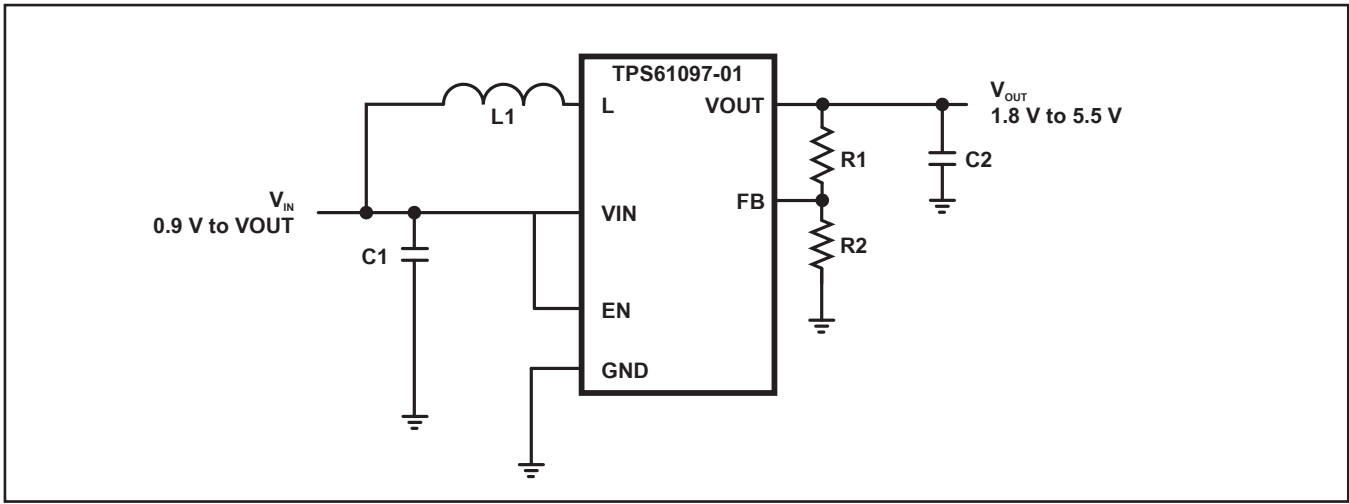 TPS61097-01
L1
L
VOUT
V_OUT
1.8 V to 5.5 V
R1
C2
V_IN
0.9 V to VOUT
VIN
FB
C1
R2
EN
GND